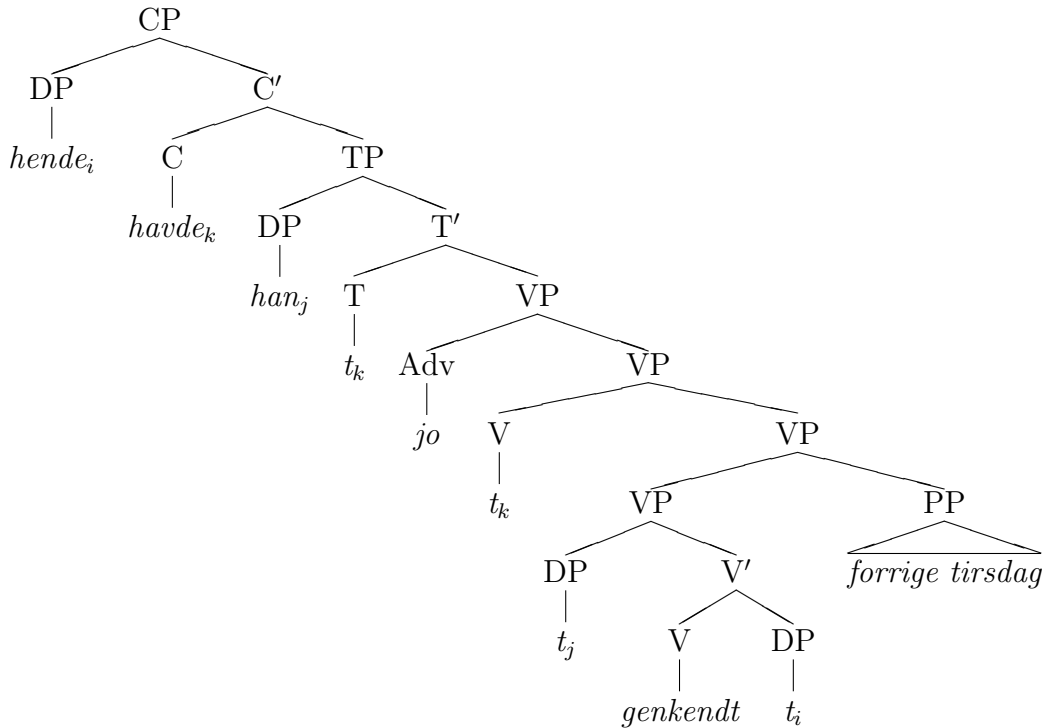 CP
DP C′
hende_i C TP
havde_k DP T′
han_j T VP
t_k Adv VP
jo V VP
t_k VP PP
DP V′ forrige tirsdag
t_j V DP
genkendt t_i